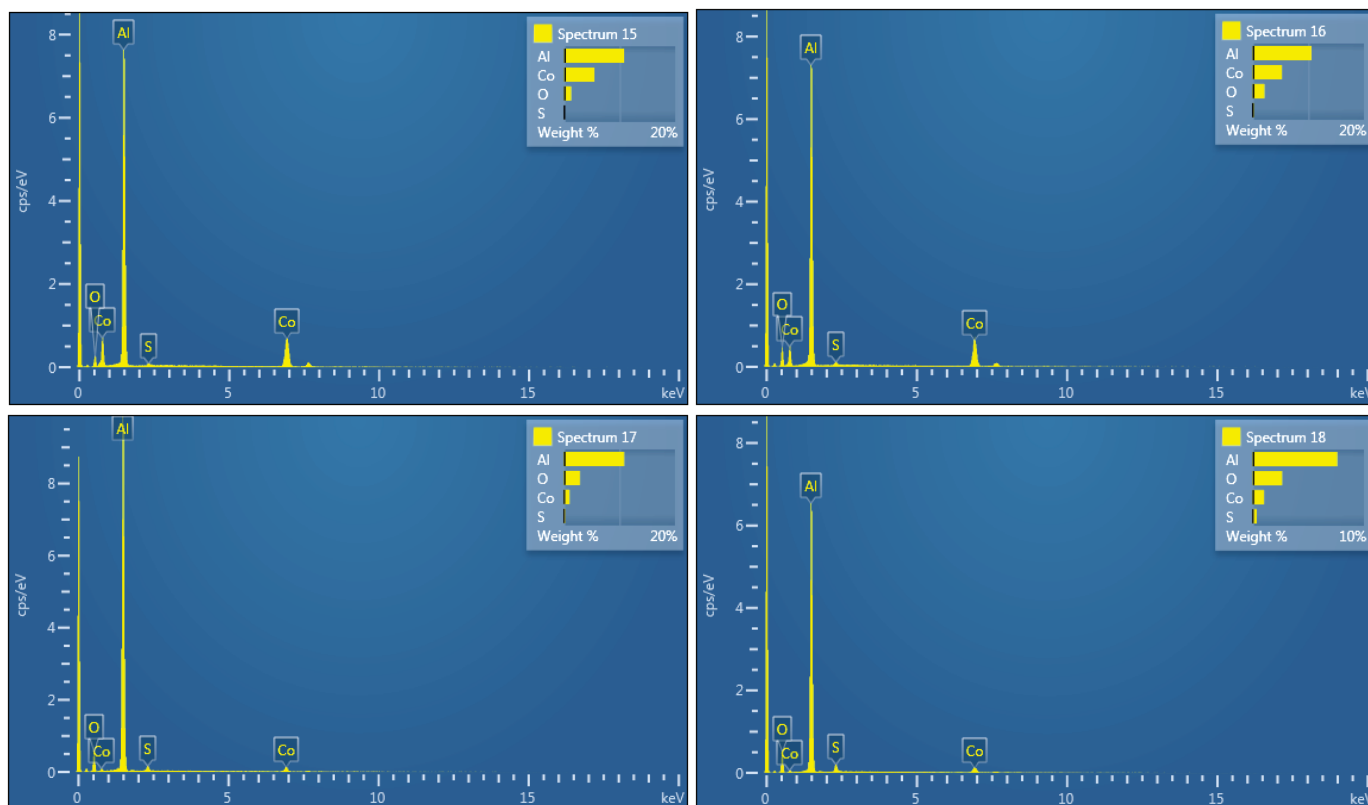 Spectrum 15
Al
Co
O
S
Weight % 20%
8
6
4
2
0
cps/eV
Al
O
Co
S
Co
0 5 10 15 keV
Spectrum 16
Al
Co
O
S
Weight % 20%
8
6
4
2
0
cps/eV
Al
O
Co
S
Co
0 5 10 15 keV
Spectrum 17
Al
O
Co
S
Weight % 20%
8
6
4
2
0
cps/eV
Al
O
Co
S
Co
0 5 10 15 keV
Spectrum 18
Al
O
Co
S
Weight % 10%
8
6
4
2
0
cps/eV
Al
O
Co
S
Co
0 5 10 15 keV